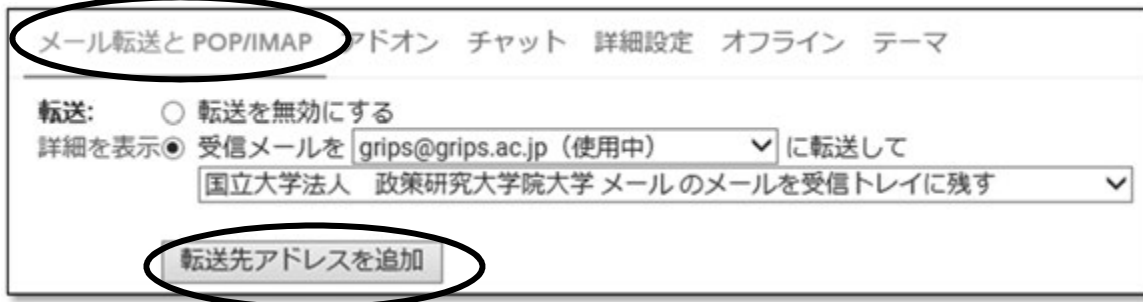 メール転送と POP/IMAP アドオン チャット 詳細設定 オフライン テーマ
転送: 転送を無効にする
詳細を表示 受信メールを grips@grips.ac.jp（使用中） に転送して
国立大学法人　政策研究大学院大学 メール のメールを受信トレイに残す
転送先アドレスを追加